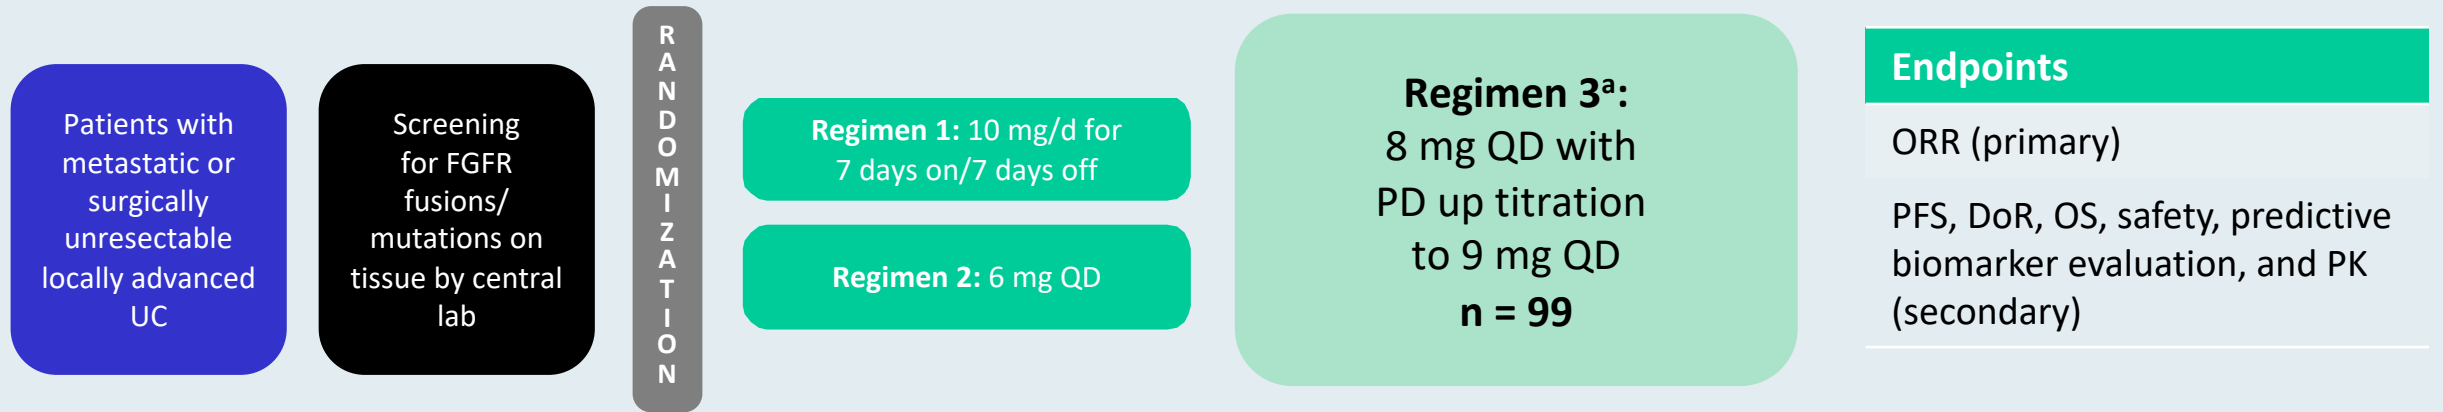 Patients with
metastatic or
surgically
unresectable
locally advanced
UC
Screening
for FGFR
fusions/
mutations on
tissue by central
lab
RANDOMIZATION
Regimen 1: 10 mg/d for
7 days on/7 days off
Regimen 2: 6 mg QD
Regimen 3ᵃ:
8 mg QD with
PD up titration
to 9 mg QD
n = 99
Endpoints
ORR (primary)
PFS, DoR, OS, safety, predictive
biomarker evaluation, and PK
(secondary)